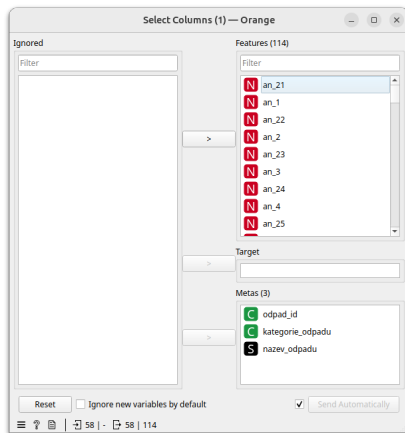 Select Columns (1) — Orange
Ignored
Filter
>
>
>
Features (114)
Filter
N an_21
N an_1
N an_22
N an_2
N an_23
N an_3
N an_24
N an_4
N an_25
Target
Metas (3)
C odpad_id
C kategorie_odpadu
S nazev_odpadu
Reset
Ignore new variables by default
Send Automatically
? 58 | - 58 | 114